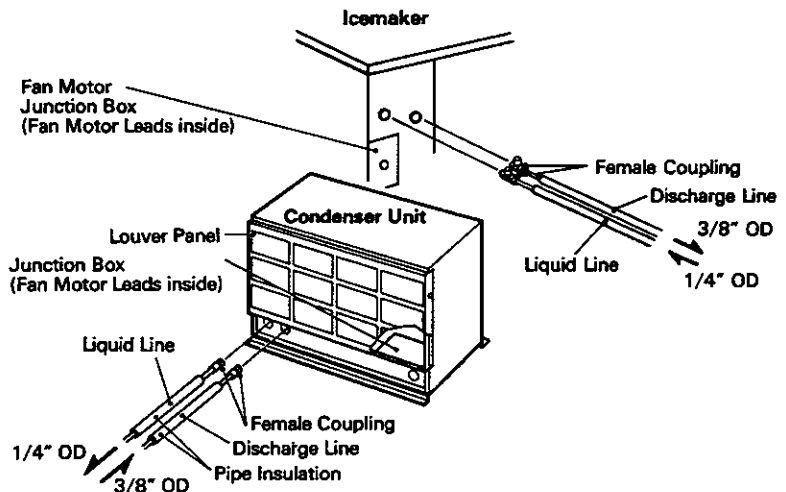 Icemaker
Fan Motor
Junction Box
(Fan Motor Leads inside)
Female Coupling
Discharge Line
3/8" OD
Liquid Line
1/4" OD
Condenser Unit
Louver Panel
Junction Box
(Fan Motor Leads inside)
Liquid Line
Female Coupling
1/4" OD
Discharge Line
Pipe Insulation
3/8" OD